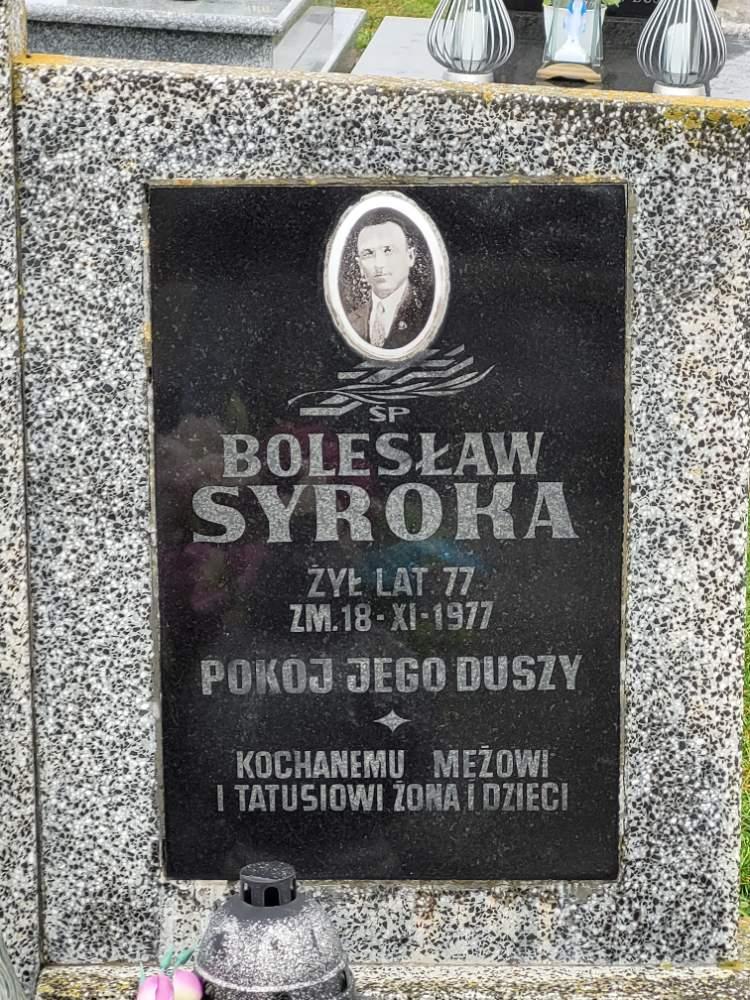 ŚP
BOLESŁAW
SYROKA
ŻYŁ LAT 77
ZM. 18-XI-1977
POKÓJ JEGO DUSZY
KOCHANEMU MĘŻOWI
I TATUSIOWI ŻONA I DZIECI